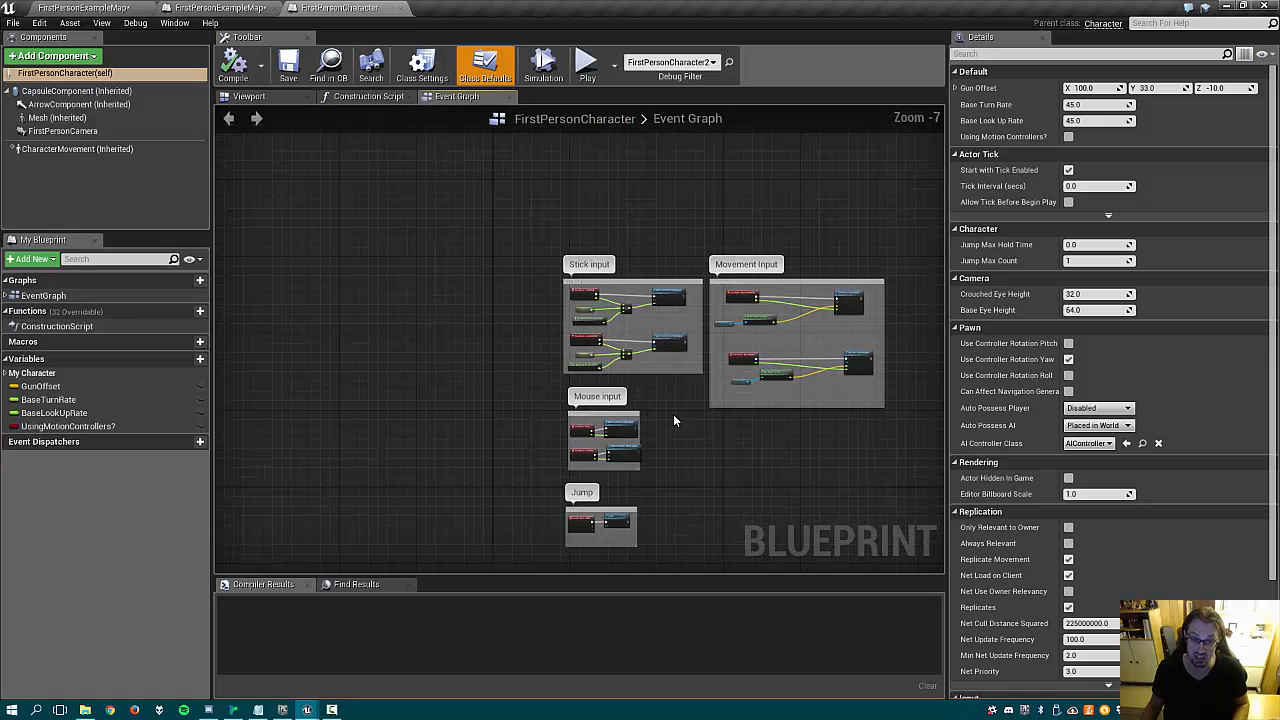 FirstPersonExampleMap*
FirstPersonExampleMap*
FirstPersonCharacter
File Edit Asset View Debug Window Help
Parent class: Character
Search For Help
Components
+Add Component
FirstPersonCharacter(self)
CapsuleComponent (Inherited)
ArrowComponent (Inherited)
Mesh (Inherited)
FirstPersonCamera
CharacterMovement (Inherited)
My Blueprint
+Add New
Search
Graphs
EventGraph
Functions (32 Overridable)
ConstructionScript
Macros
Variables
My Character
GunOffset
BaseTurnRate
BaseLookUpRate
UsingMotionControllers?
Event Dispatchers
Toolbar
Compile
Save
Find in CB
Search
Class Settings
Class Defaults
Simulation
Play
FirstPersonCharacter2
Debug Filter
Viewport
Construction Script
Event Graph
FirstPersonCharacter > Event Graph
Zoom -7
Stick input
Movement Input
Mouse input
Jump
BLUEPRINT
Compiler Results
Find Results
Clear
Details
Search
Default
Gun Offset X 100.0 Y 33.0 Z -10.0
Base Turn Rate 45.0
Base Look Up Rate 45.0
Using Motion Controllers?
Actor Tick
Start with Tick Enabled
Tick Interval (secs) 0.0
Allow Tick Before Begin Play
Character
Jump Max Hold Time 0.0
Jump Max Count 1
Camera
Crouched Eye Height 32.0
Base Eye Height 64.0
Pawn
Use Controller Rotation Pitch
Use Controller Rotation Yaw
Use Controller Rotation Roll
Can Affect Navigation Genera
Auto Possess Player Disabled
Auto Possess AI Placed in World
AI Controller Class AIController
Rendering
Actor Hidden In Game
Editor Billboard Scale 1.0
Replication
Only Relevant to Owner
Always Relevant
Replicate Movement
Net Load on Client
Net Use Owner Relevancy
Replicates
Net Cull Distance Squared 225000000.0
Net Update Frequency 100.0
Min Net Update Frequency 2.0
Net Priority 3.0